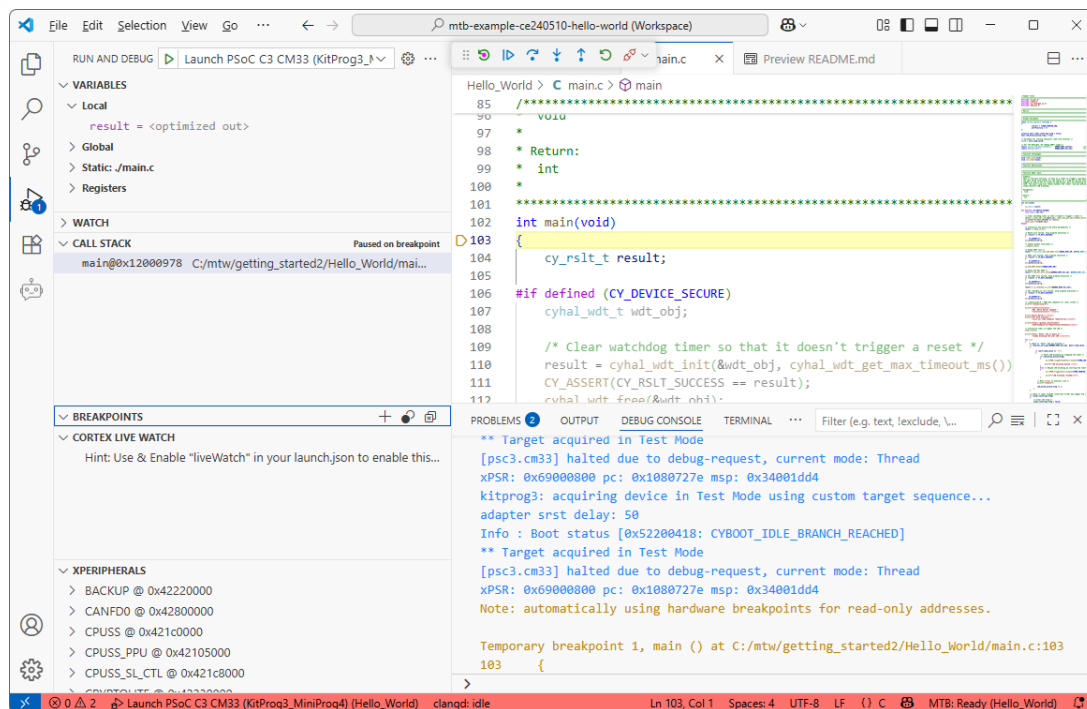 File Edit Selection View Go ··· mtb-example-ce240510-hello-world (Workspace)
RUN AND DEBUG Launch PSoC C3 CM33 (KitProg3_M
main.c Preview README.md
Hello_World > C main.c > main
VARIABLES
Local
result = <optimized out>
Global
Static: ./main.c
Registers
WATCH
CALL STACK Paused on breakpoint
main@0x12000978 C:/mtw/getting_started2/Hello_World/mai...
BREAKPOINTS
CORTEX LIVE WATCH
Hint: Use & Enable "liveWatch" in your launch.json to enable this...
XPERIPHERALS
BACKUP @ 0x42220000
CANFD0 @ 0x42800000
CPUSS @ 0x421c0000
CPUSS_PPU @ 0x42105000
CPUSS_SL_CTL @ 0x421c8000
CRYPTOLITE @ 0x42230000
85 /*************************************************************************
96 * void
97 *
98 * Return:
99 * int
100 *
101 *************************************************************************
102 int main(void)
103 {
104 cy_rslt_t result;
105
106 #if defined (CY_DEVICE_SECURE)
107 cyhal_wdt_t wdt_obj;
108
109 /* Clear watchdog timer so that it doesn't trigger a reset */
110 result = cyhal_wdt_init(&wdt_obj, cyhal_wdt_get_max_timeout_ms())
111 CY_ASSERT(CY_RSLT_SUCCESS == result);
112 cyhal_wdt_free(&wdt_obj);
PROBLEMS 2 OUTPUT DEBUG CONSOLE TERMINAL ··· Filter (e.g. text, !exclude, \...
** Target acquired in Test Mode
[psc3.cm33] halted due to debug-request, current mode: Thread
xPSR: 0x69000800 pc: 0x1080727e msp: 0x34001dd4
kitprog3: acquiring device in Test Mode using custom target sequence...
adapter srst delay: 50
Info : Boot status [0x52200418: CYBOOT_IDLE_BRANCH_REACHED]
** Target acquired in Test Mode
[psc3.cm33] halted due to debug-request, current mode: Thread
xPSR: 0x69000800 pc: 0x1080727e msp: 0x34001dd4
Note: automatically using hardware breakpoints for read-only addresses.
Temporary breakpoint 1, main () at C:/mtw/getting_started2/Hello_World/main.c:103
103 {
>
0 2 Launch PSoC C3 CM33 (KitProg3_MiniProg4) (Hello_World) clangd: idle Ln 103, Col 1 Spaces: 4 UTF-8 LF {} C MTB: Ready (Hello_World)